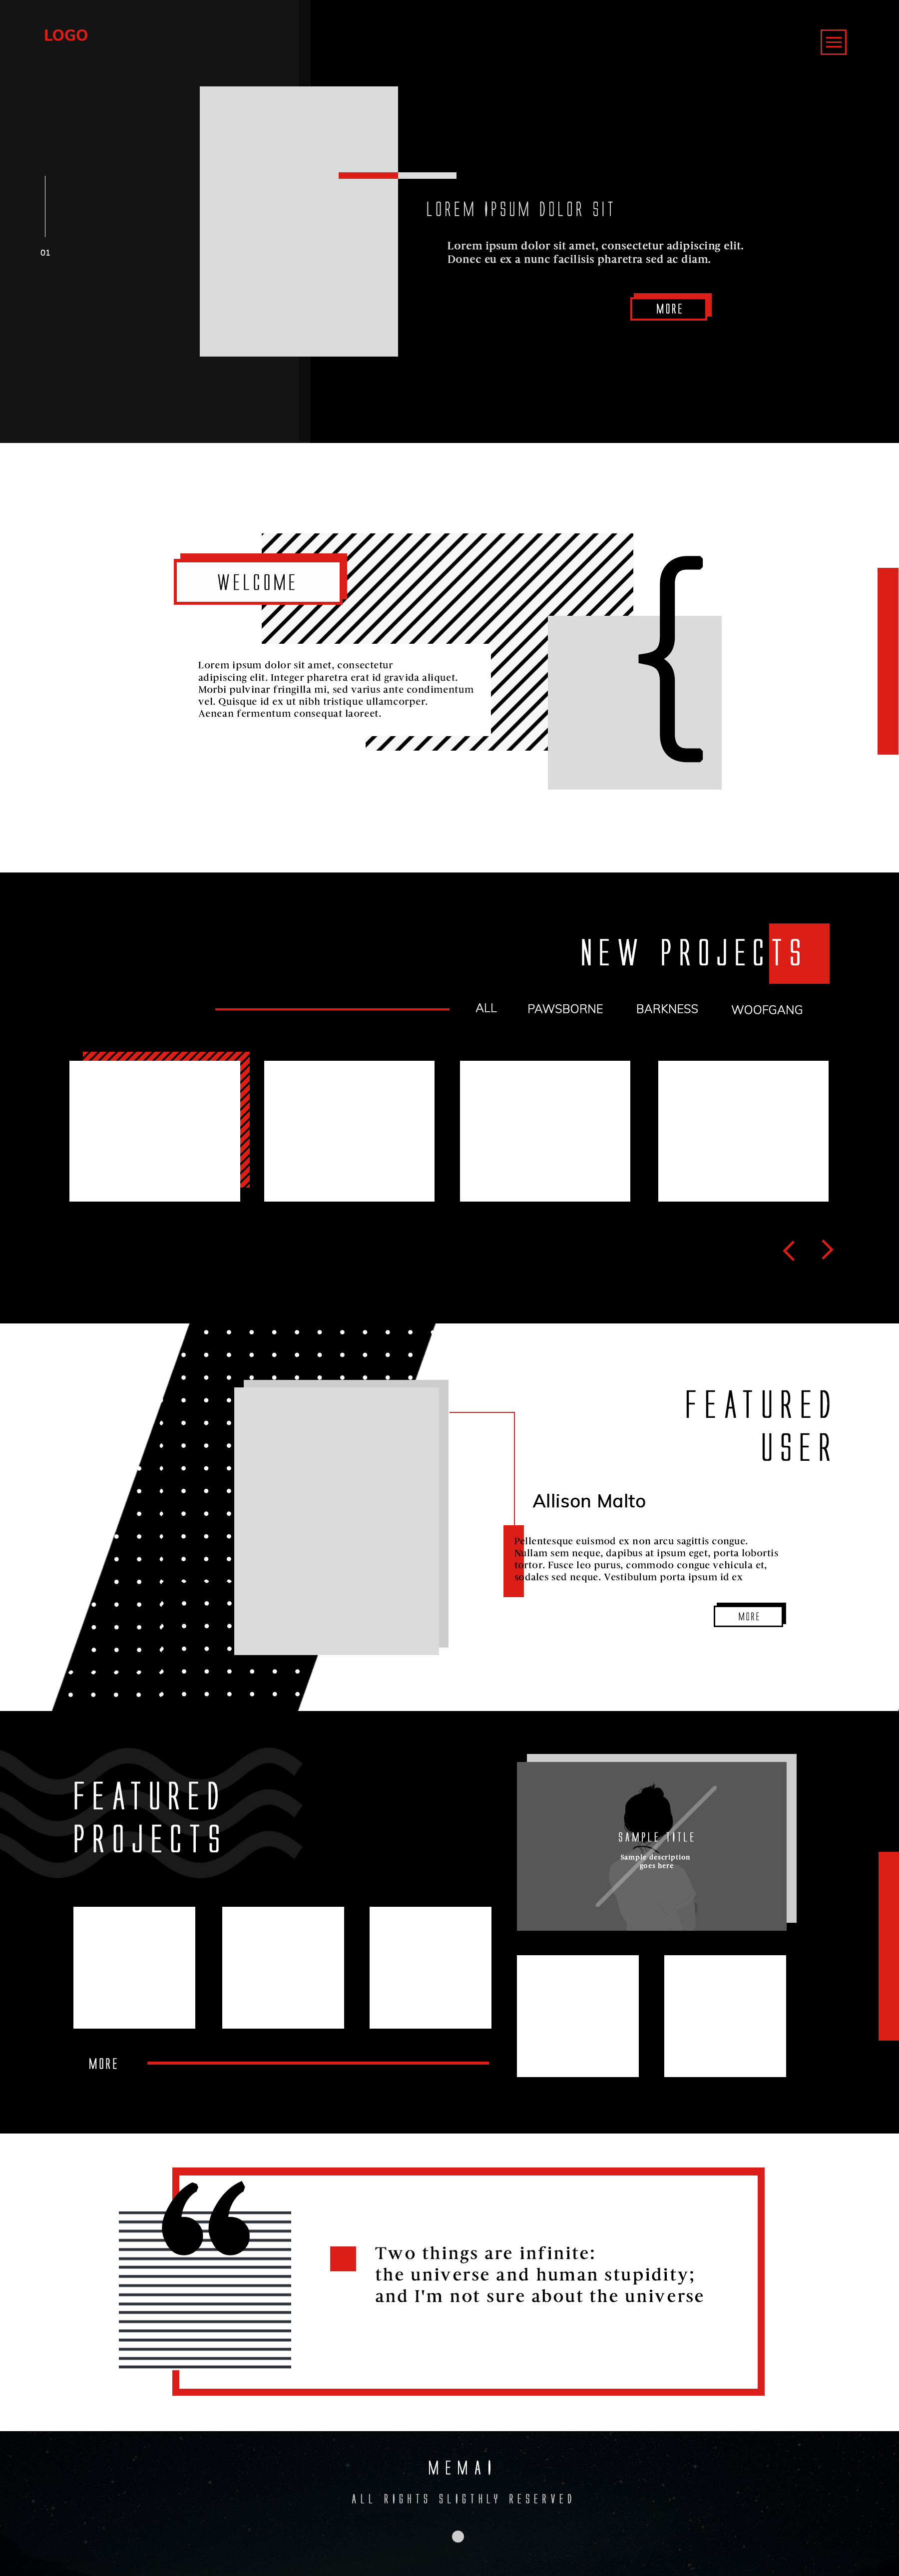 LOGO
01
LOREM IPSUM DOLOR SIT
Lorem ipsum dolor sit amet, consectetur adipiscing elit.
Donec eu ex a nunc facilisis pharetra sed ac diam.
MORE
WELCOME
{
Lorem ipsum dolor sit amet, consectetur
adipiscing elit. Integer pharetra erat id gravida aliquet.
Morbi pulvinar fringilla mi, sed varius ante condimentum
vel. Quisque id ex ut nibh tristique ullamcorper.
Aenean fermentum consequat laoreet.
NEW PROJECTS
ALL PAWSBORNE BARKNESS WOOFGANG
FEATURED
USER
Allison Malto
Pellentesque euismod ex non arcu sagittis congue.
Nullam sem neque, dapibus at ipsum eget, porta lobortis
tortor. Fusce leo purus, commodo congue vehicula et,
sodales sed neque. Vestibulum porta ipsum id ex
MORE
FEATURED
PROJECTS
SAMPLE TITLE
Sample description
goes here
MORE
“
Two things are infinite:
the universe and human stupidity;
and I'm not sure about the universe
MEMAI
ALL RIGHTS SLIGTHLY RESERVED